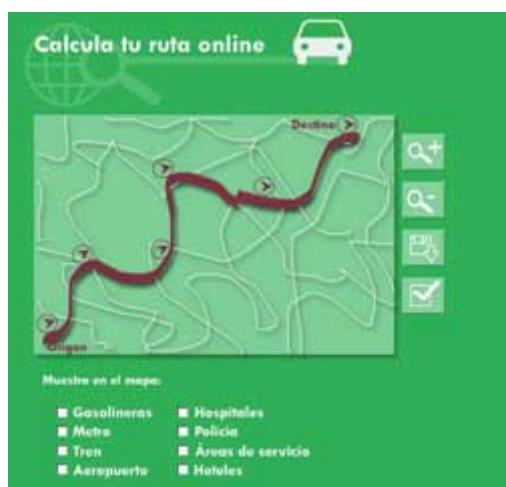 Calcula tu ruta online
Destino
Origen
Muestra en el mapa:
Gasolineras
Metro
Tren
Aeropuerto
Hospitales
Policia
Áreas de servicio
Hoteles